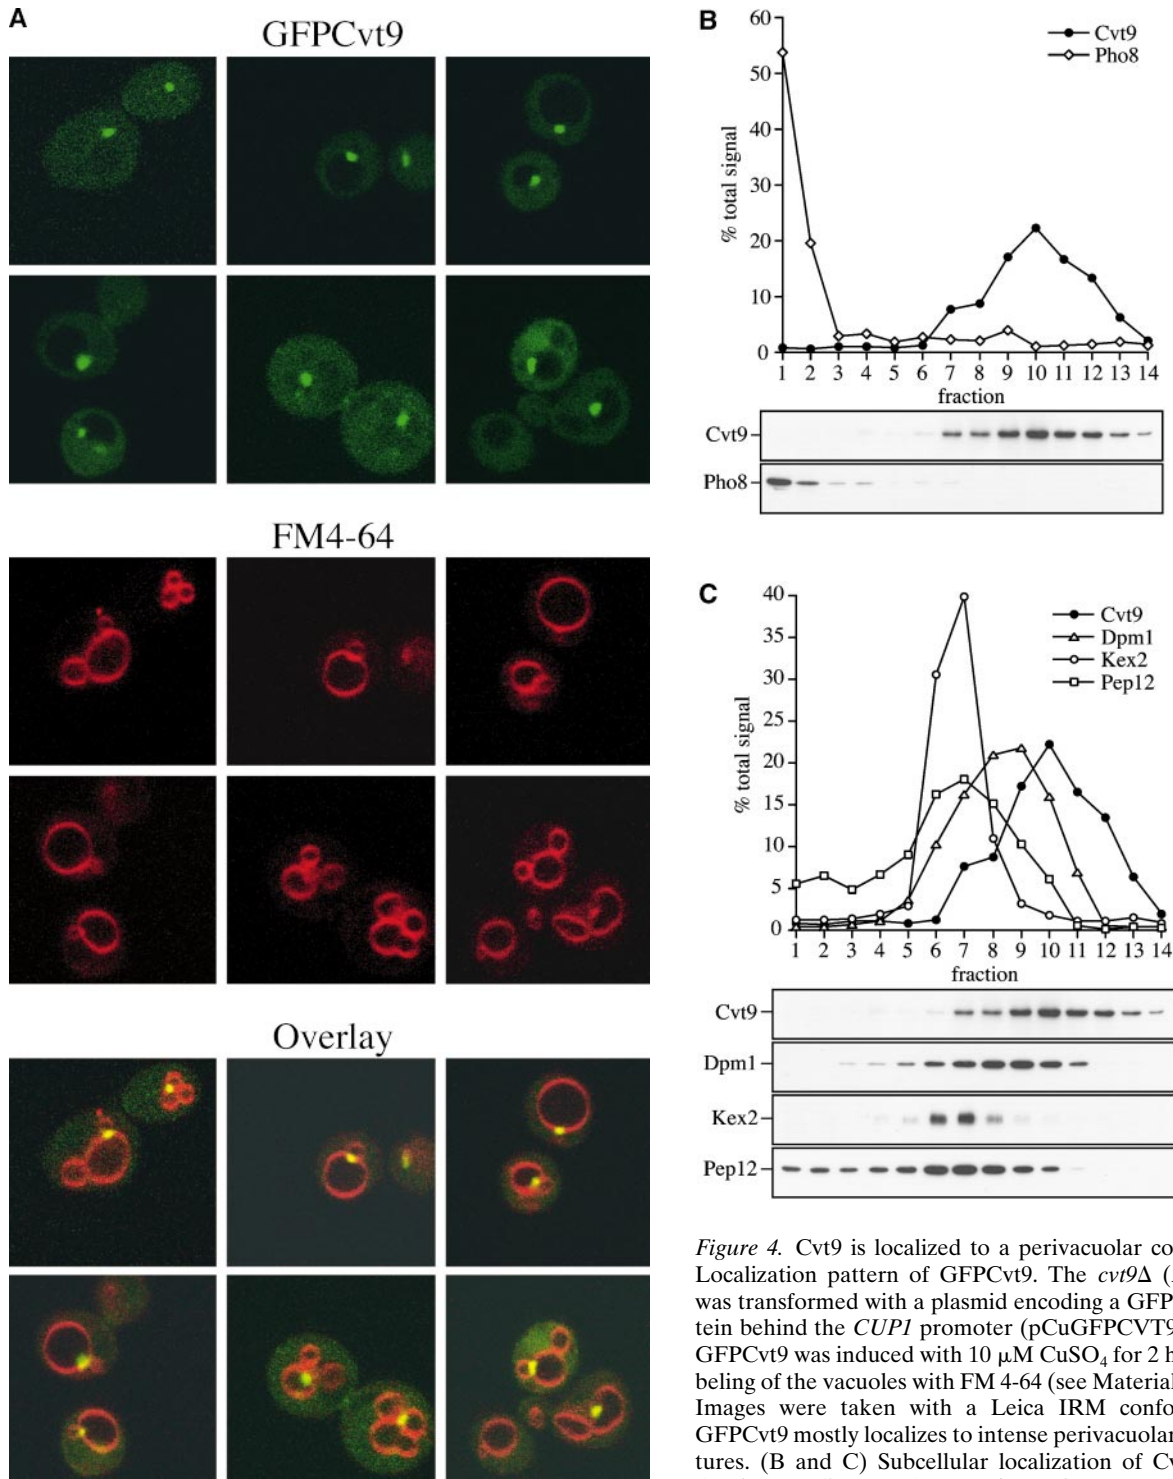 A
GFPCvt9
FM4-64
Overlay
B
60
50
40
30
20
10
0
% total signal
Cvt9
Pho8
1 2 3 4 5 6 7 8 9 10 11 12 13 14
fraction
Cvt9
Pho8
C
40
35
30
25
20
15
10
5
0
% total signal
Cvt9
Dpm1
Kex2
Pep12
1 2 3 4 5 6 7 8 9 10 11 12 13 14
fraction
Cvt9
Dpm1
Kex2
Pep12
Figure 4. Cvt9 is localized to a perivacuolar co
Localization pattern of GFPCvt9. The cvt9Δ (
was transformed with a plasmid encoding a GFP
tein behind the CUP1 promoter (pCuGFPCVT9
GFPCvt9 was induced with 10 μM CuSO₄ for 2 h
beling of the vacuoles with FM 4-64 (see Material
Images were taken with a Leica IRM confo
GFPCvt9 mostly localizes to intense perivacuolar
tures. (B and C) Subcellular localization of Cv